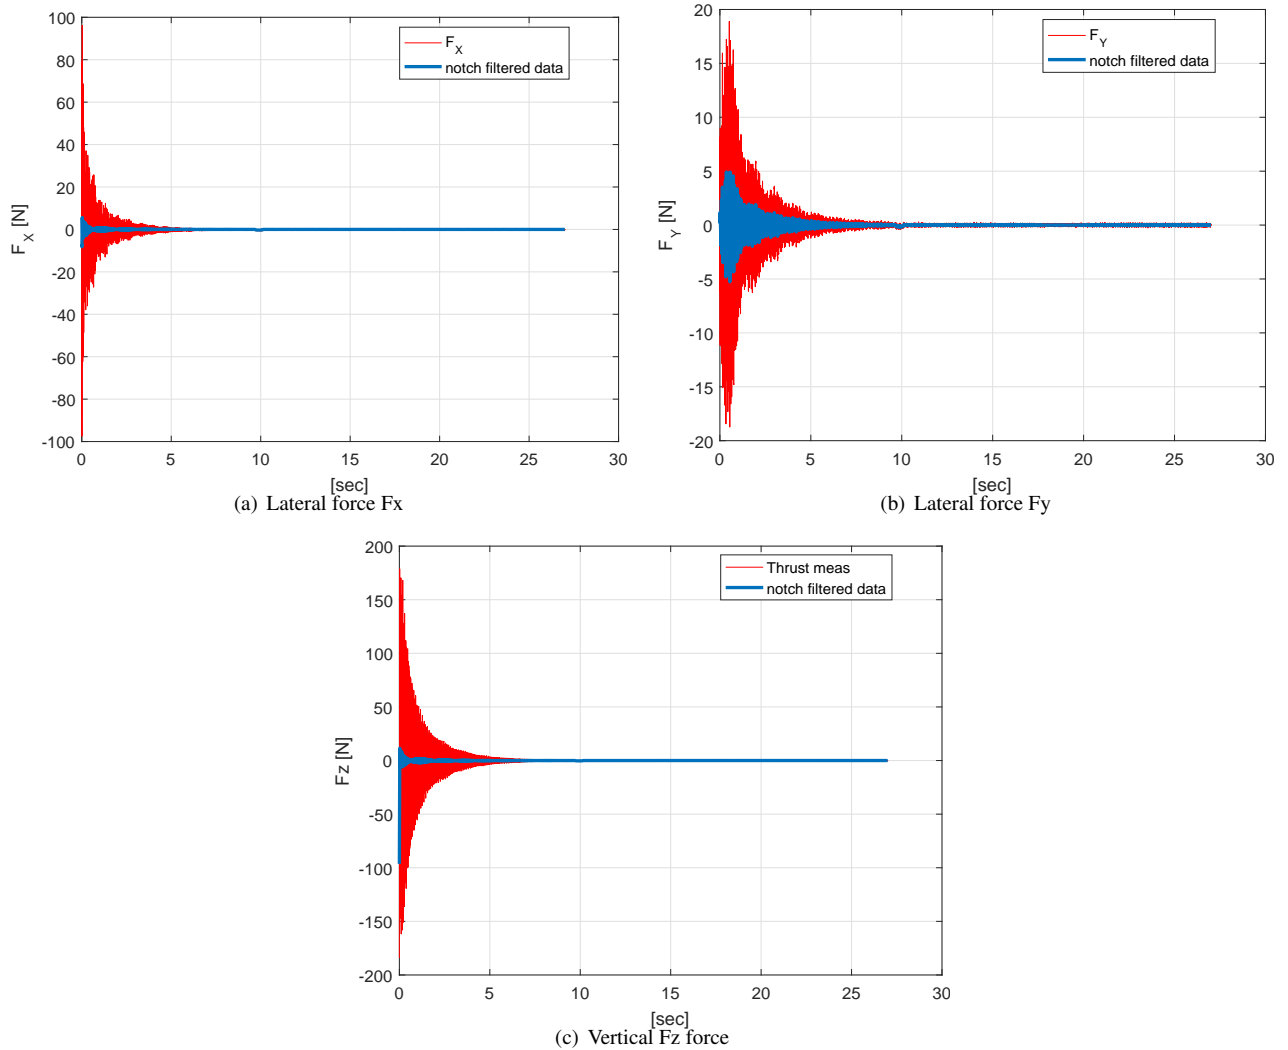 100
80
60
40
20
0
-20
-40
-60
-80
-100
F_X [N]
F_X
notch filtered data
0 5 10 15 20 25 30
[sec]
(a) Lateral force Fx
20
15
10
5
0
-5
-10
-15
-20
F_Y [N]
F_Y
notch filtered data
0 5 10 15 20 25 30
[sec]
(b) Lateral force Fy
200
150
100
50
0
-50
-100
-150
-200
Fz [N]
Thrust meas
notch filtered data
0 5 10 15 20 25 30
[sec]
(c) Vertical Fz force